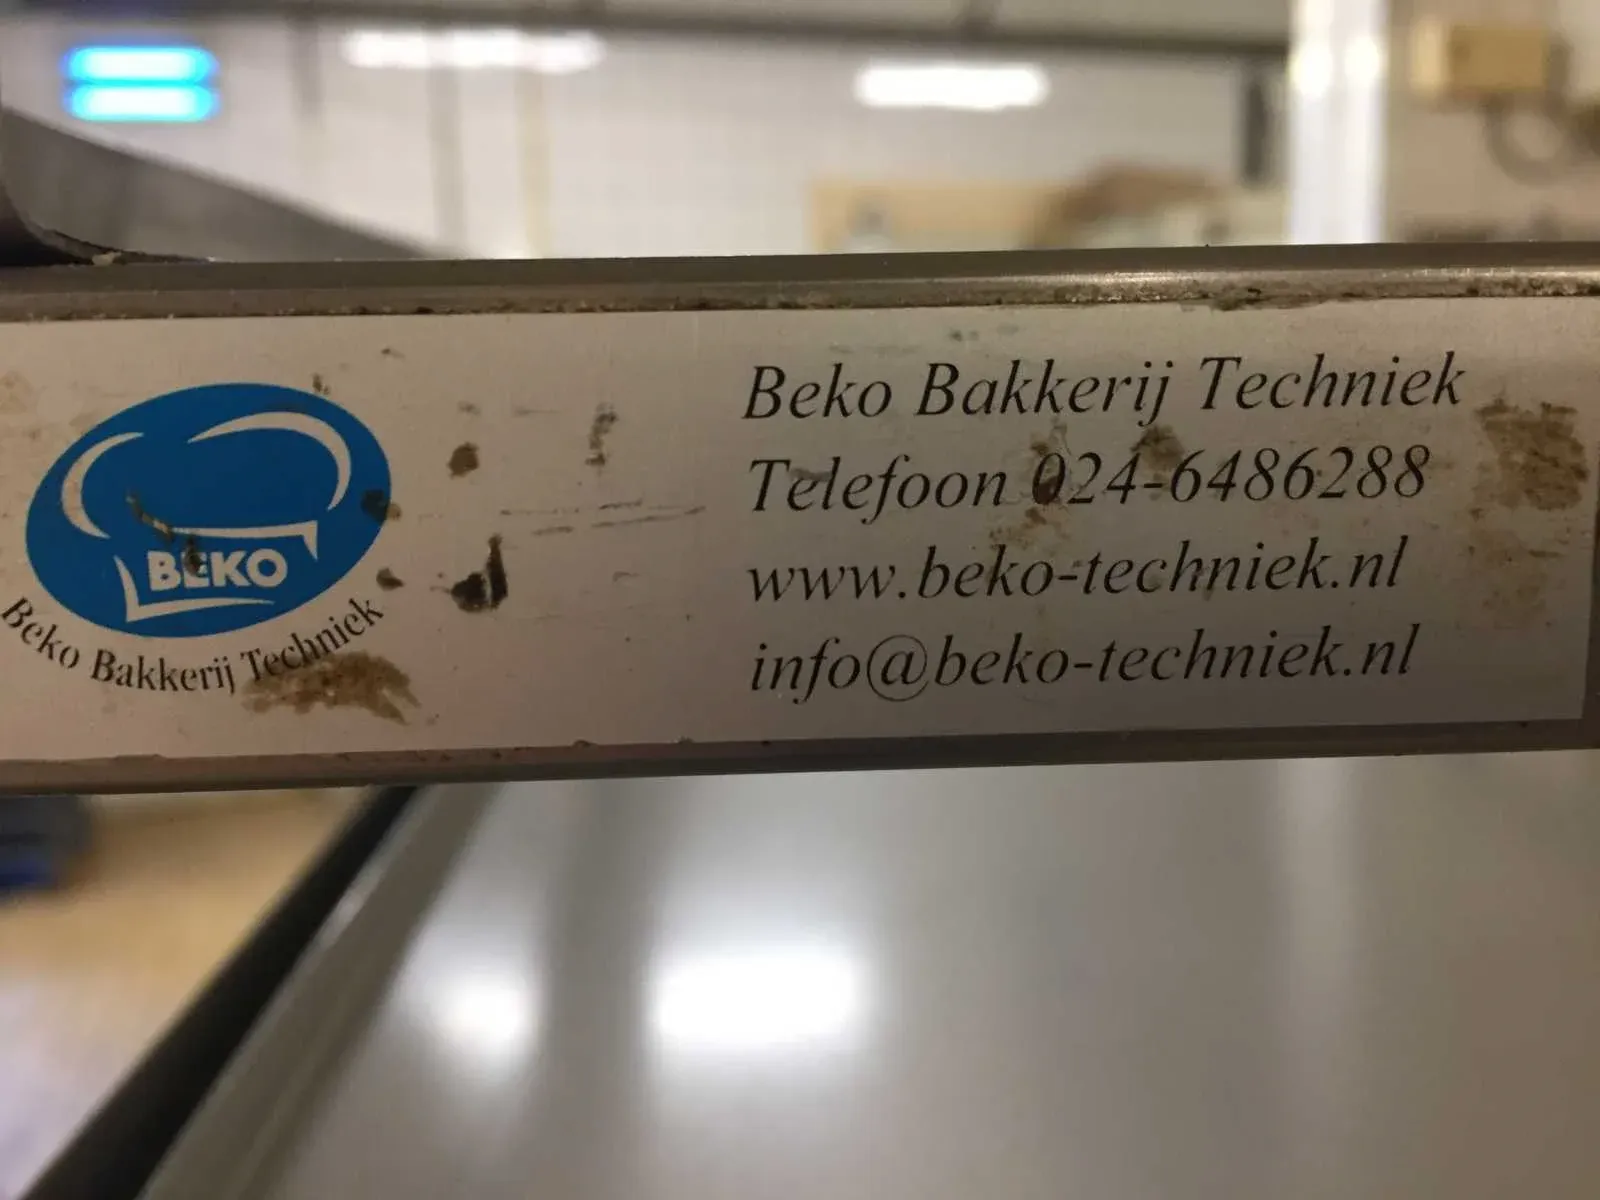 BEKO
Beko Bakkerij Techniek
Beko Bakkerij Techniek
Telefoon 024-6486288
www.beko-techniek.nl
info@beko-techniek.nl